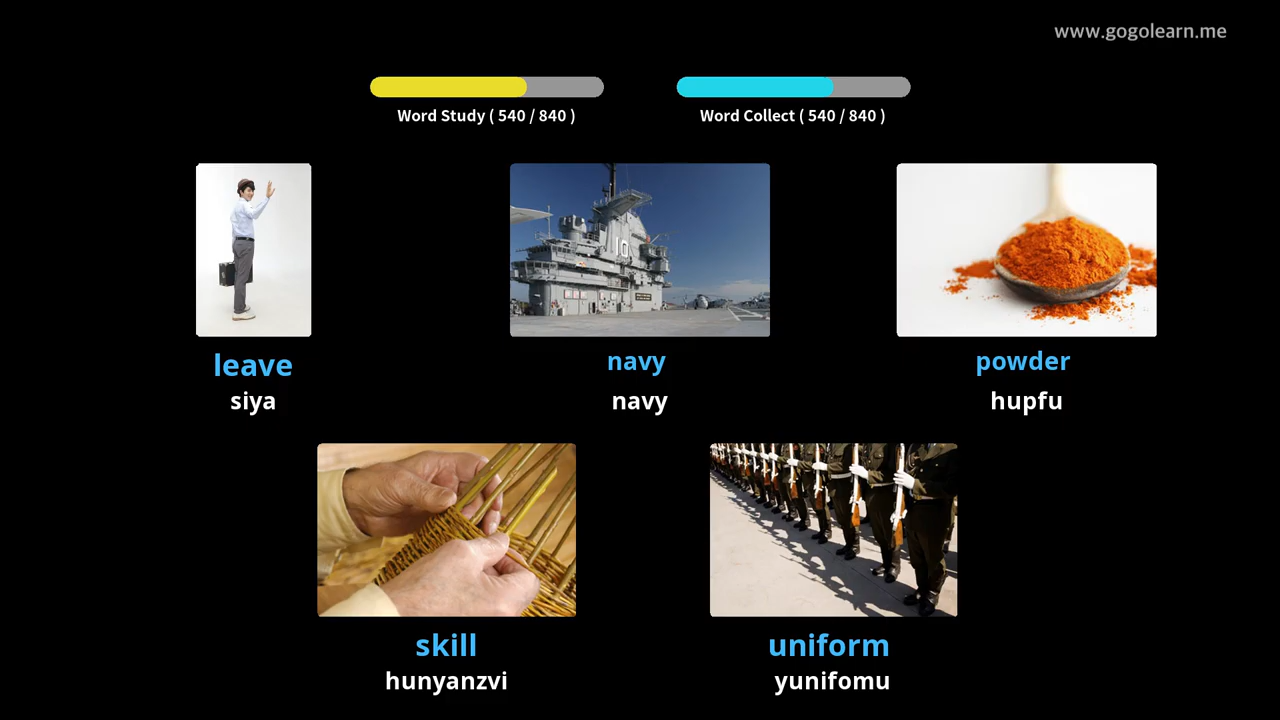 www.gogolearn.me
Word Study ( 540 / 840 )
Word Collect ( 540 / 840 )
leave
siya
navy
navy
powder
hupfu
10
skill
hunyanzvi
uniform
yunifomu